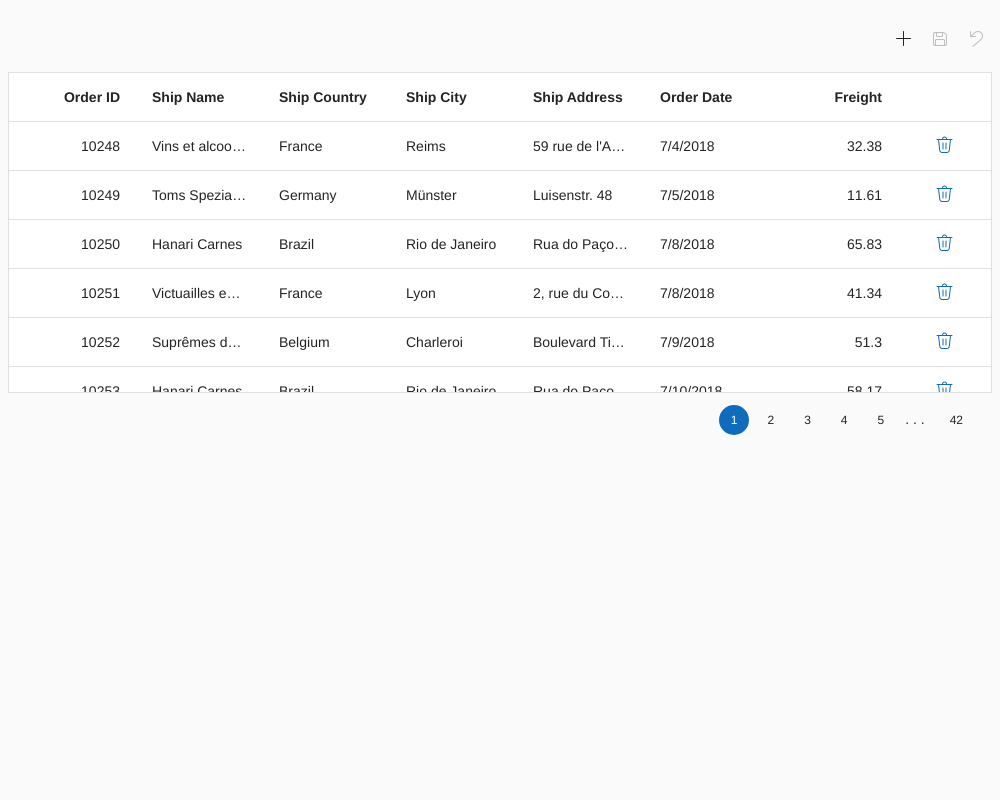 Order ID Ship Name Ship Country Ship City Ship Address Order Date Freight
10248 Vins et alcoo… France Reims 59 rue de l'A… 7/4/2018 32.38
10249 Toms Spezia… Germany Münster Luisenstr. 48 7/5/2018 11.61
10250 Hanari Carnes Brazil Rio de Janeiro Rua do Paço… 7/8/2018 65.83
10251 Victuailles e… France Lyon 2, rue du Co… 7/8/2018 41.34
10252 Suprêmes d… Belgium Charleroi Boulevard Ti… 7/9/2018 51.3
10253 Hanari Carnes Brazil Rio de Janeiro Rua do Paço… 7/10/2018 58.17
1 2 3 4 5 ... 42